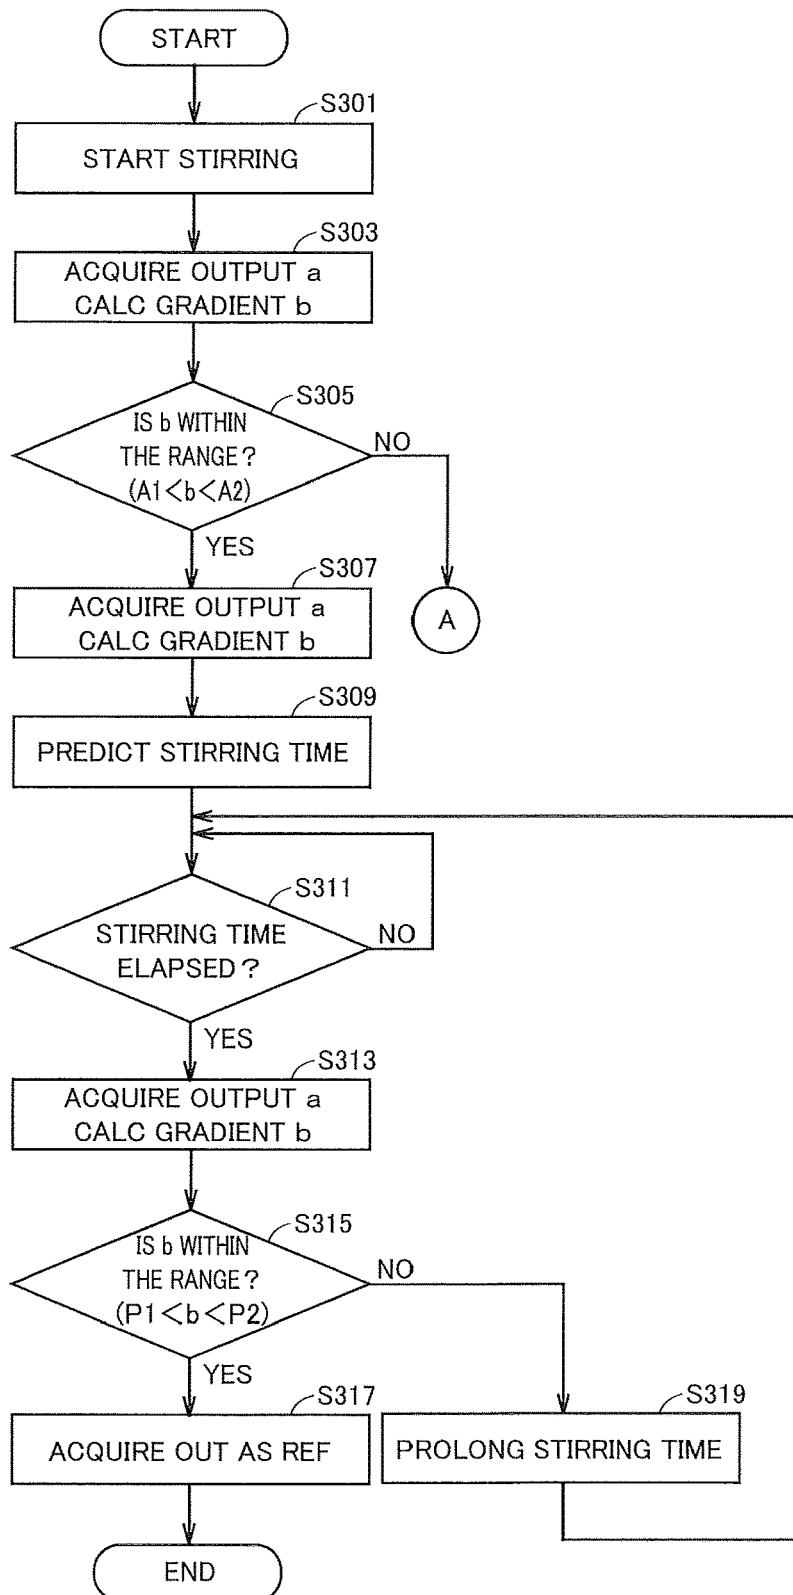 START
S301
START STIRRING
S303
ACQUIRE OUTPUT a
CALC GRADIENT b
S305
IS b WITHIN
THE RANGE?
(A1<b<A2)
NO
YES
S307
ACQUIRE OUTPUT a
CALC GRADIENT b
A
S309
PREDICT STIRRING TIME
S311
STIRRING TIME
ELAPSED?
NO
YES
S313
ACQUIRE OUTPUT a
CALC GRADIENT b
S315
IS b WITHIN
THE RANGE?
(P1<b<P2)
NO
YES
S317
ACQUIRE OUT AS REF
S319
PROLONG STIRRING TIME
END